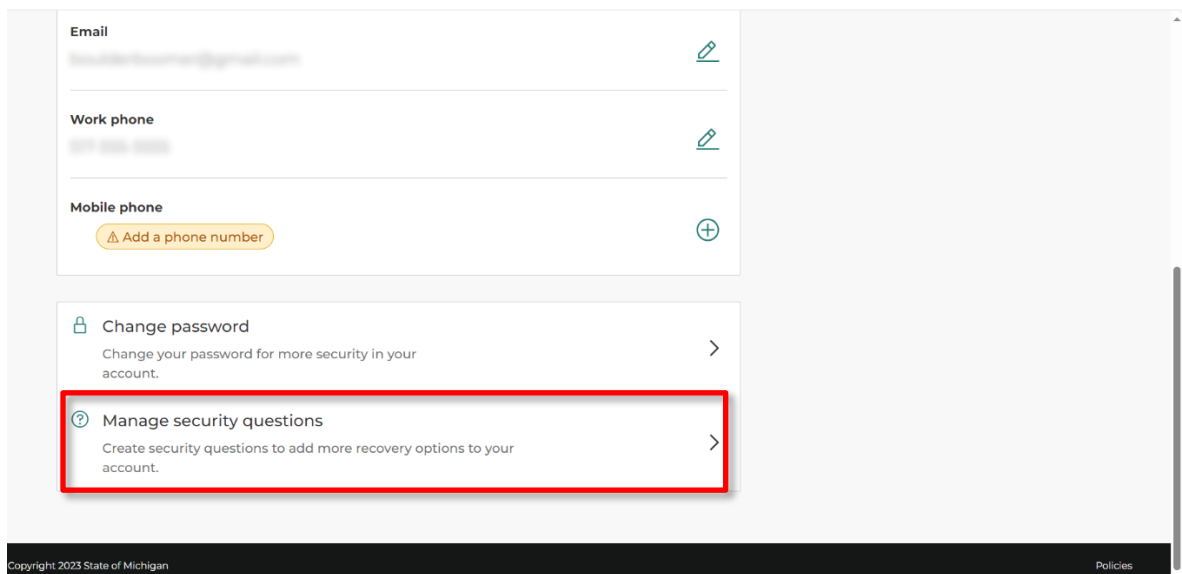 Email
Work phone
Mobile phone
Add a phone number
Change password
Change your password for more security in your
account.
Manage security questions
Create security questions to add more recovery options to your
account.
Copyright 2023 State of Michigan
Policies